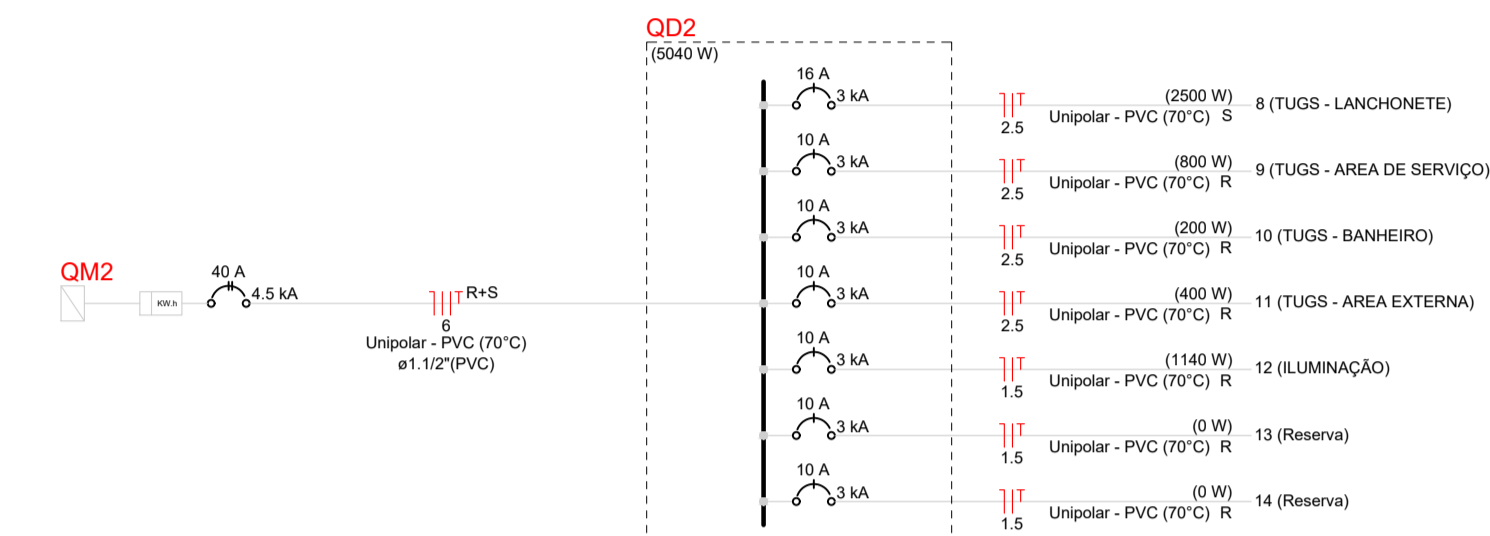 QD2
(5040 W)
16 A
3 kA
T
2.5
(2500 W)
Unipolar - PVC (70°C) S
8 (TUGS - LANCHONETE)
10 A
3 kA
T
2.5
(800 W)
Unipolar - PVC (70°C) R
9 (TUGS - AREA DE SERVIÇO)
10 A
3 kA
T
2.5
(200 W)
Unipolar - PVC (70°C) R
10 (TUGS - BANHEIRO)
QM2
KW.h
40 A
4.5 kA
T R+S
6
Unipolar - PVC (70°C)
ø1.1/2"(PVC)
10 A
3 kA
T
2.5
(400 W)
Unipolar - PVC (70°C) R
11 (TUGS - AREA EXTERNA)
10 A
3 kA
T
1.5
(1140 W)
Unipolar - PVC (70°C) R
12 (ILUMINAÇÃO)
10 A
3 kA
T
1.5
(0 W)
Unipolar - PVC (70°C) R
13 (Reserva)
10 A
3 kA
T
1.5
(0 W)
Unipolar - PVC (70°C) R
14 (Reserva)